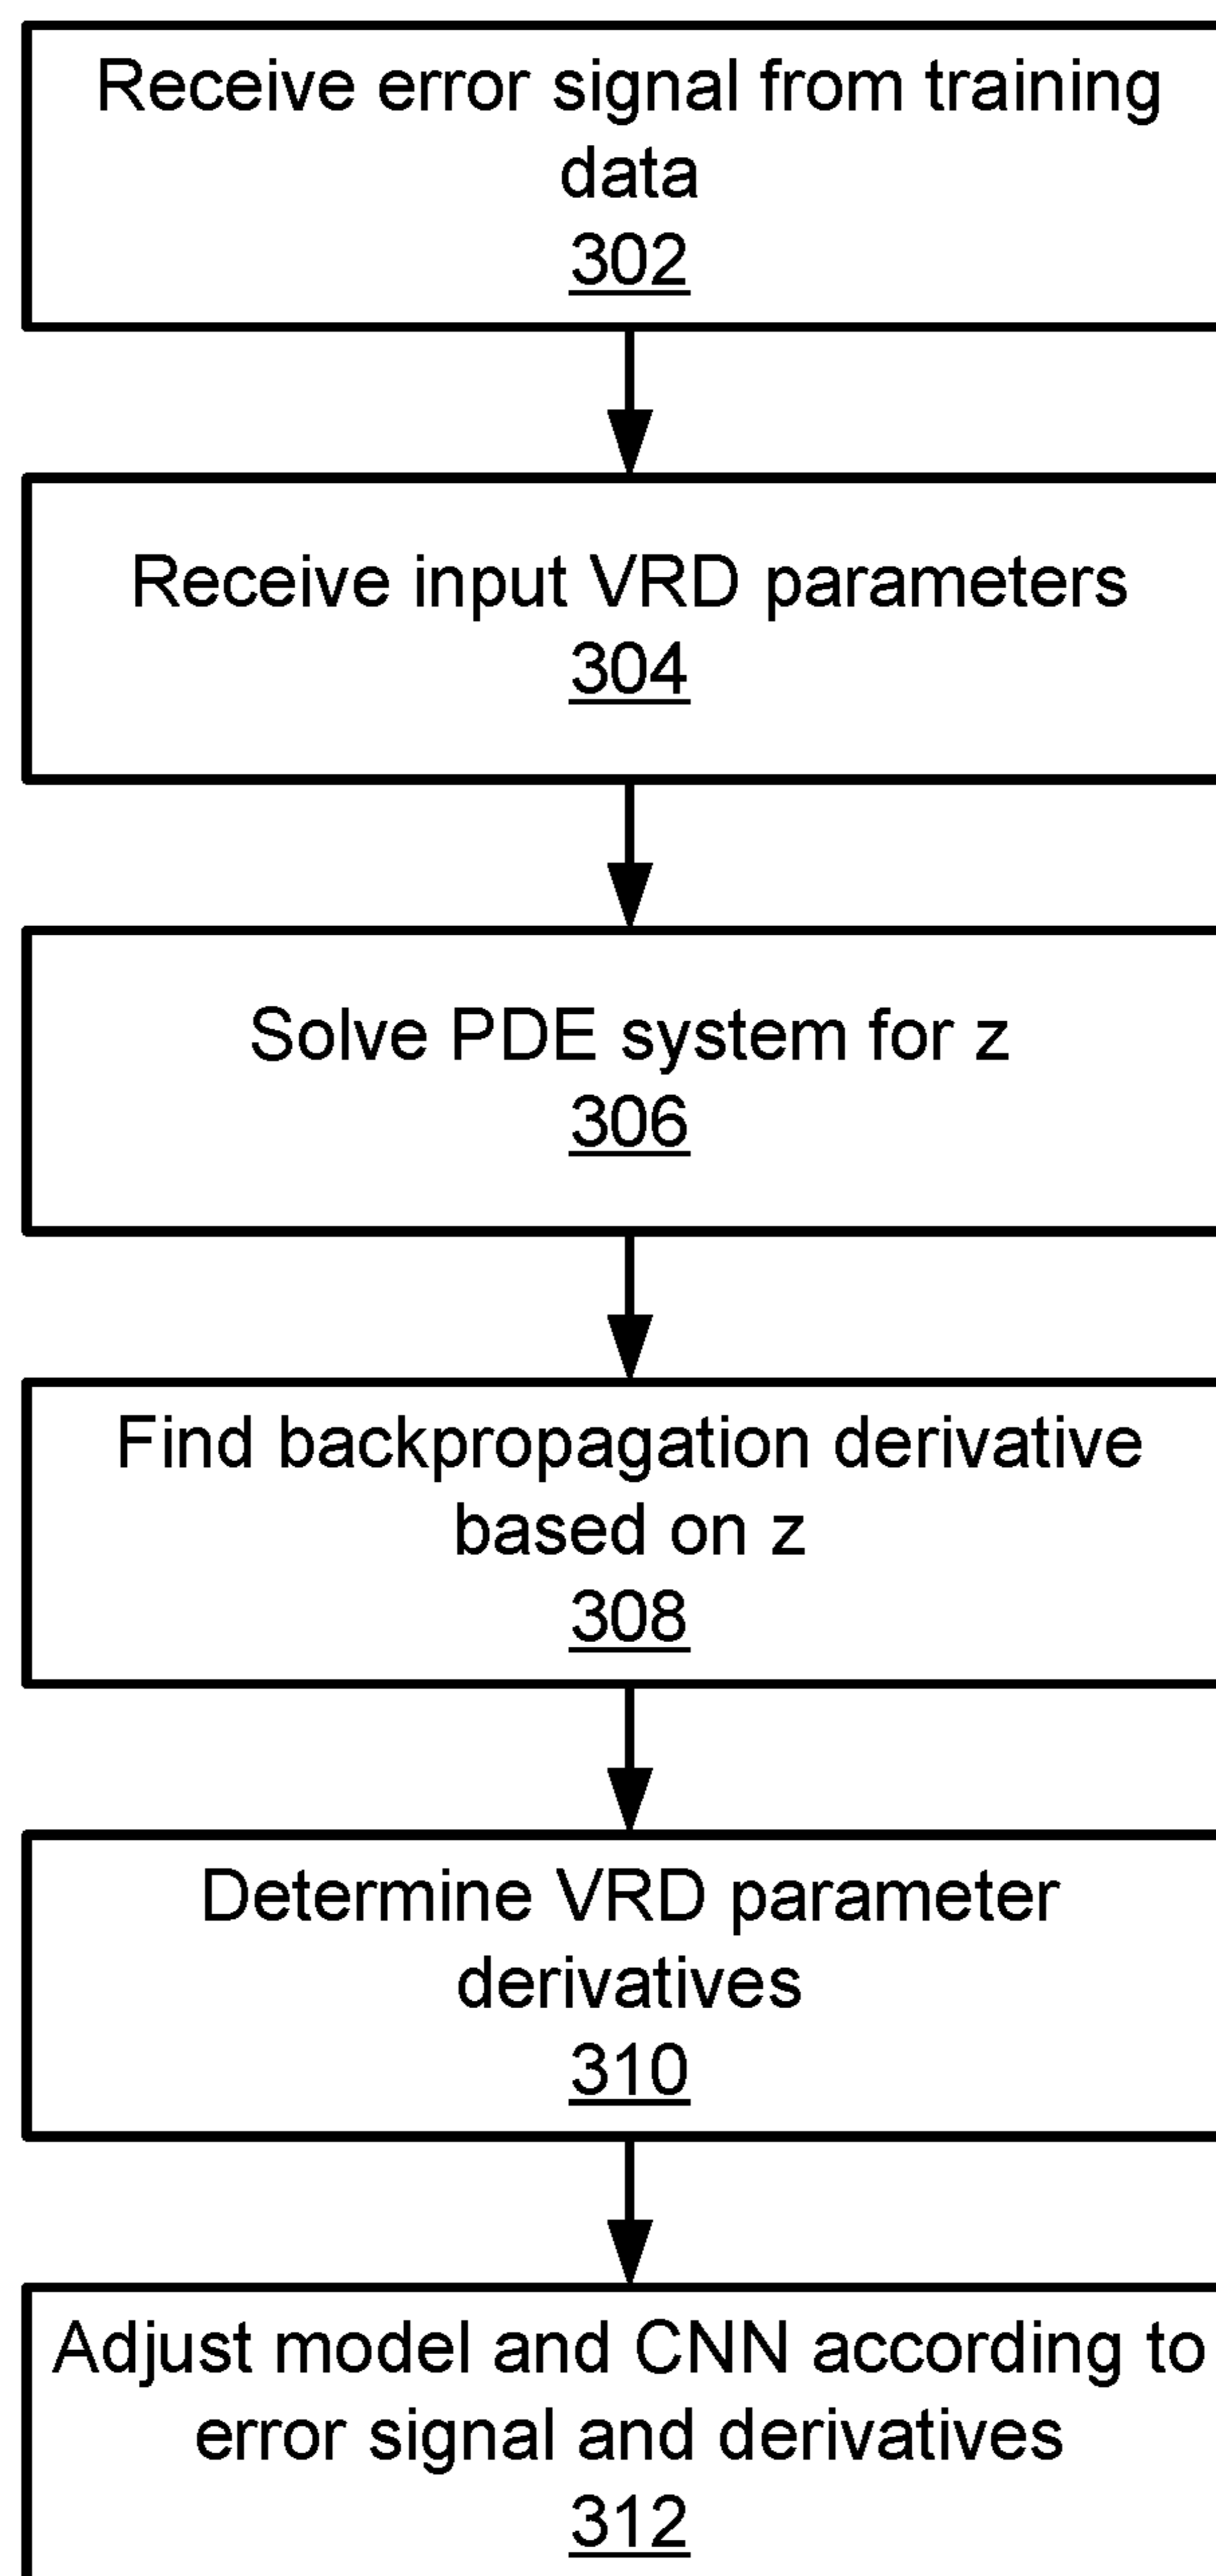 Receive error signal from training
data
302
Receive input VRD parameters
304
Solve PDE system for z
306
Find backpropagation derivative
based on z
308
Determine VRD parameter
derivatives
310
Adjust model and CNN according to
error signal and derivatives
312